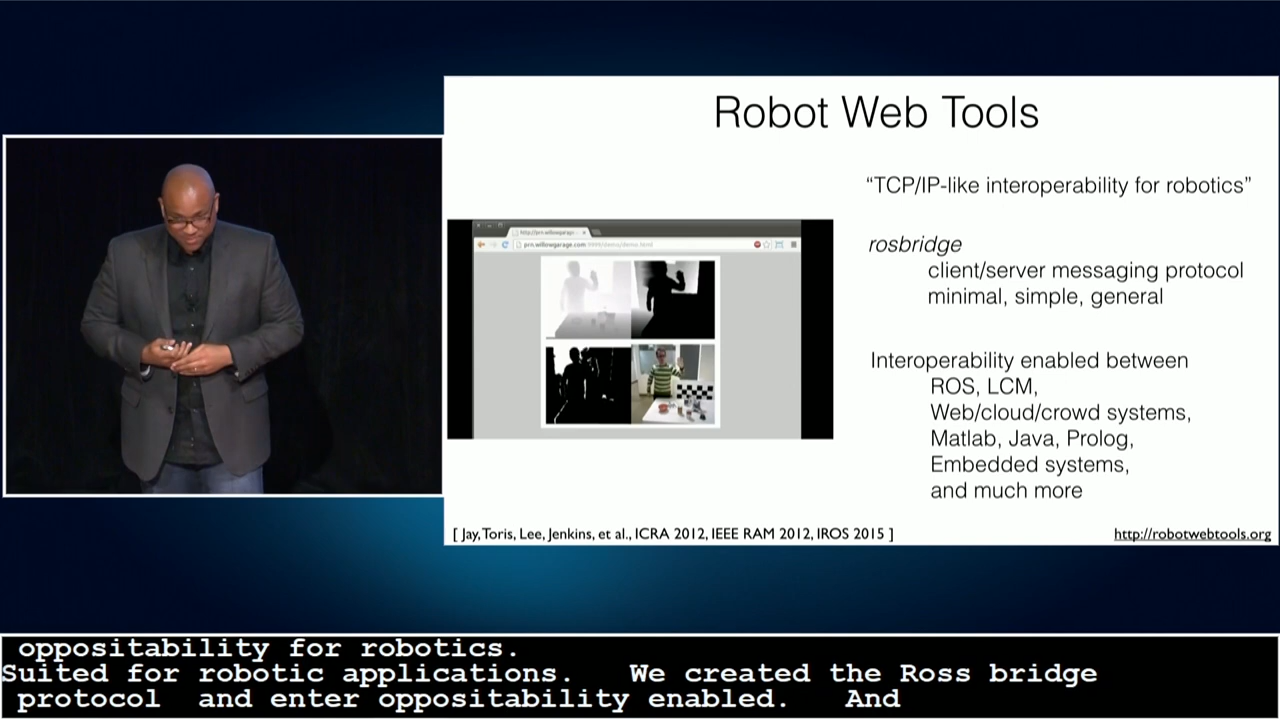 Robot Web Tools
“TCP/IP-like interoperability for robotics”
rosbridge
client/server messaging protocol
minimal, simple, general
Interoperability enabled between
ROS, LCM,
Web/cloud/crowd systems,
Matlab, Java, Prolog,
Embedded systems,
and much more
[ Jay, Toris, Lee, Jenkins, et al., ICRA 2012, IEEE RAM 2012, IROS 2015 ]
http://robotwebtools.org
oppositability for robotics.
Suited for robotic applications. We created the Ross bridge
protocol and enter oppositability enabled. And